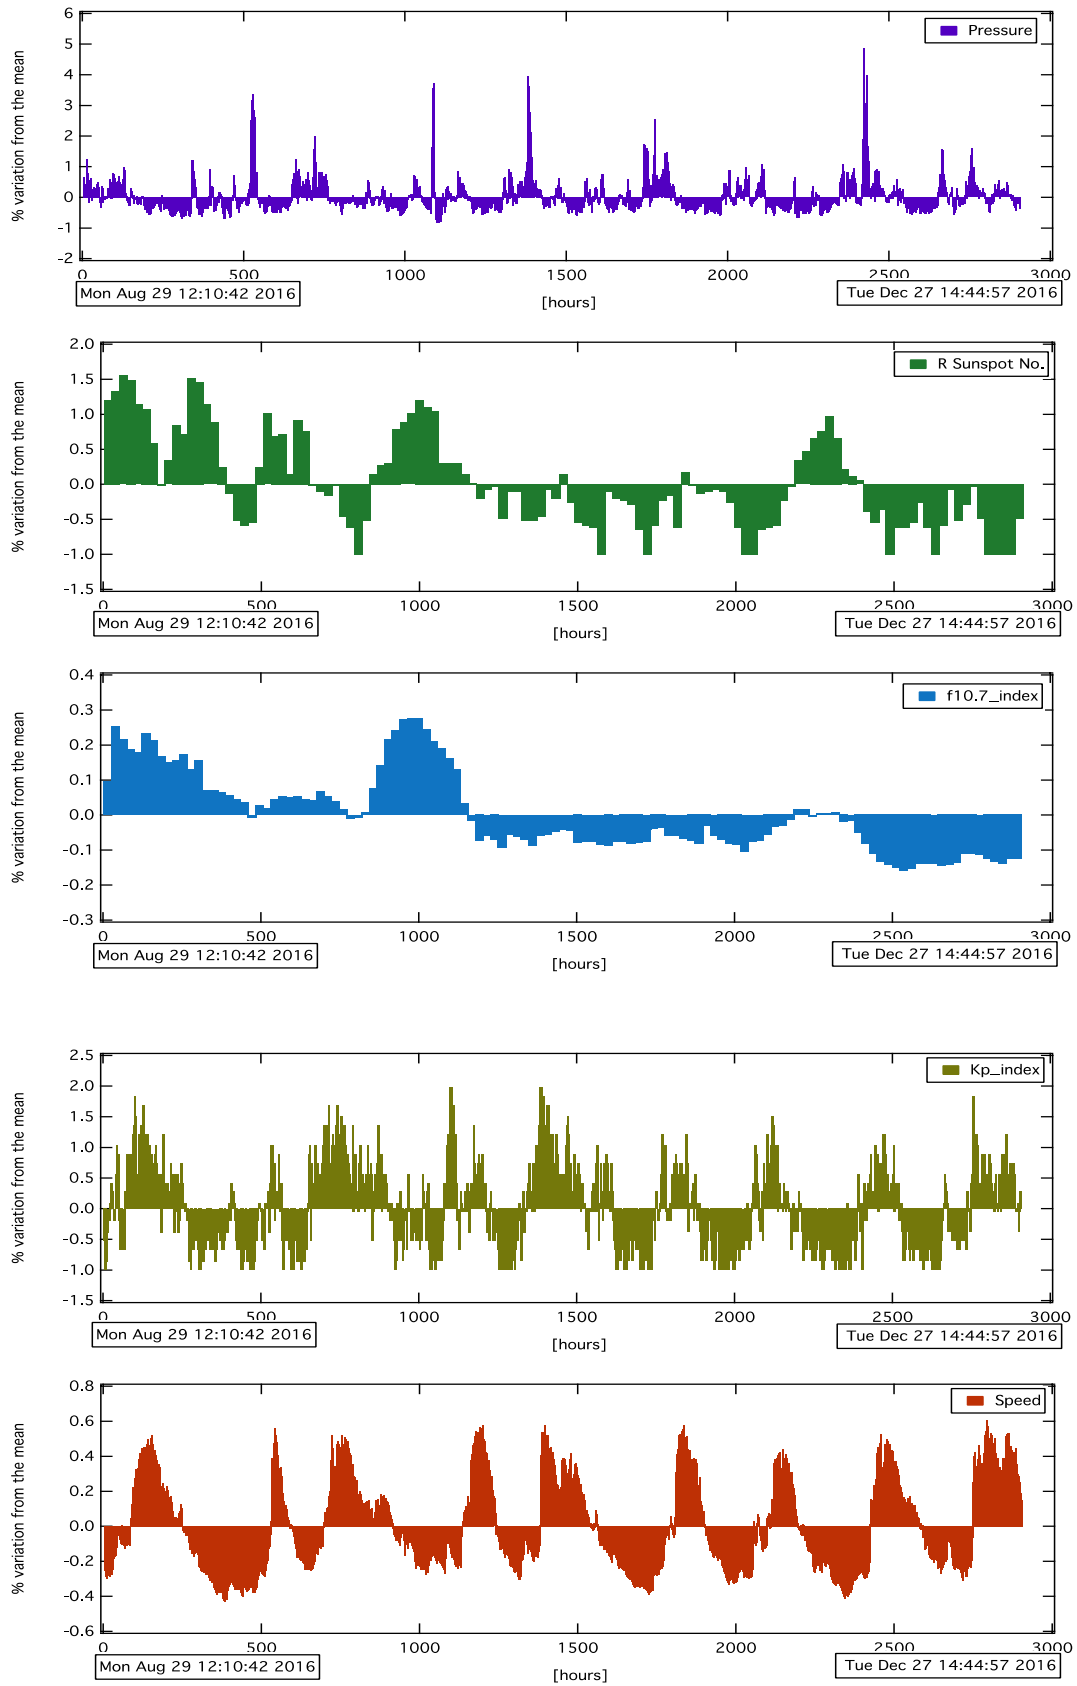 6
5
4
3
2
1
0
-1
-2
% variation from the mean
Pressure
0 500 1000 1500 2000 2500 3000
Mon Aug 29 12:10:42 2016
[hours]
Tue Dec 27 14:44:57 2016
2.0
1.5
1.0
0.5
0.0
-0.5
-1.0
-1.5
% variation from the mean
R Sunspot No.
0 500 1000 1500 2000 2500 3000
Mon Aug 29 12:10:42 2016
[hours]
Tue Dec 27 14:44:57 2016
0.4
0.3
0.2
0.1
0.0
-0.1
-0.2
-0.3
% variation from the mean
f10.7_index
0 500 1000 1500 2000 2500 3000
Mon Aug 29 12:10:42 2016
[hours]
Tue Dec 27 14:44:57 2016
2.5
2.0
1.5
1.0
0.5
0.0
-0.5
-1.0
-1.5
% variation from the mean
Kp_index
0 500 1000 1500 2000 2500 3000
Mon Aug 29 12:10:42 2016
[hours]
Tue Dec 27 14:44:57 2016
0.8
0.6
0.4
0.2
0.0
-0.2
-0.4
-0.6
% variation from the mean
Speed
0 500 1000 1500 2000 2500 3000
Mon Aug 29 12:10:42 2016
[hours]
Tue Dec 27 14:44:57 2016